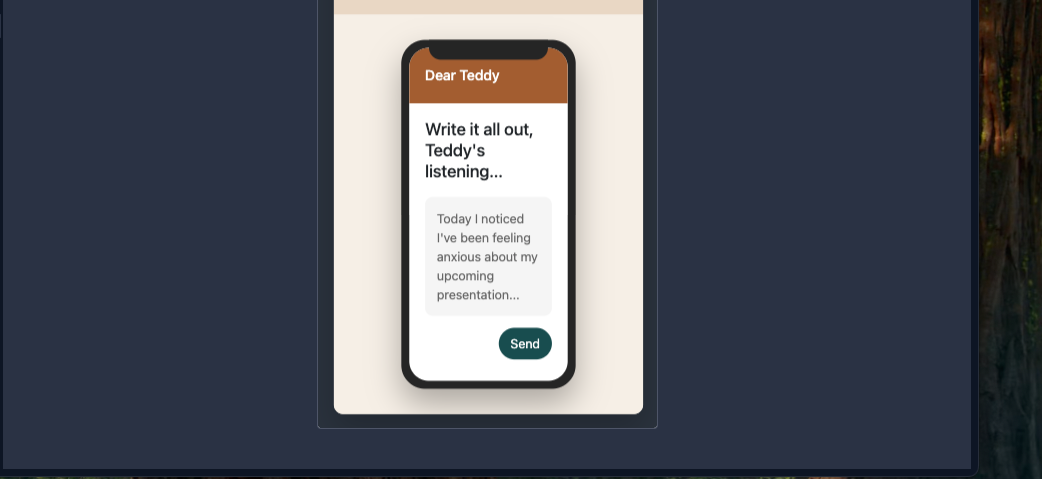 Dear Teddy
Write it all out,
Teddy's
listening...
Today I noticed
I've been feeling
anxious about my
upcoming
presentation...
Send